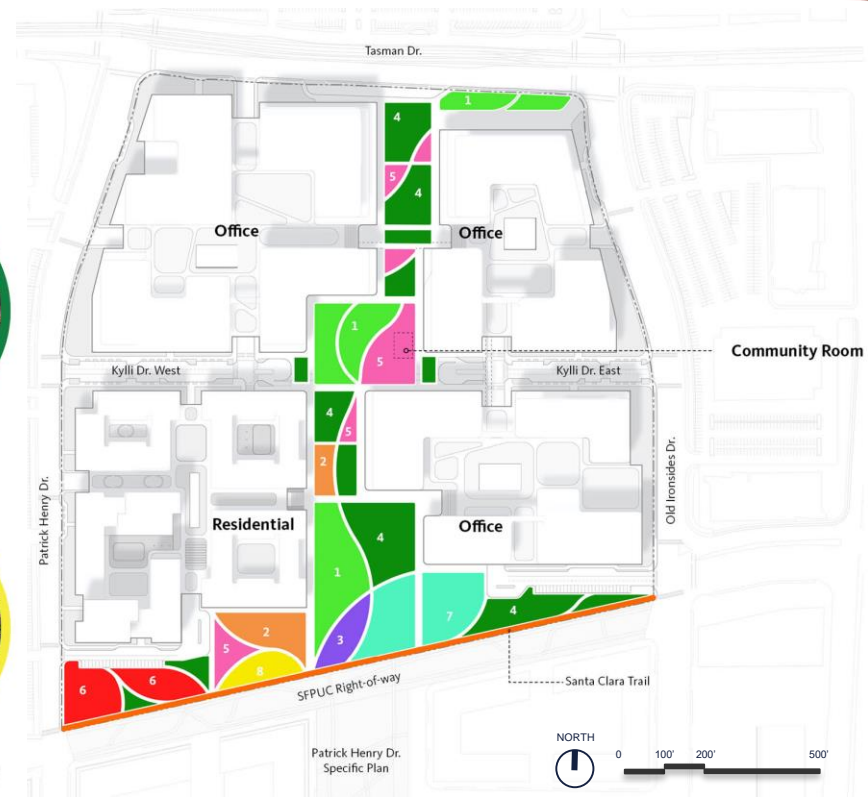 Tasman Dr.
1
4
5
4
Office
Office
1
5
Community Room
Kylli Dr. West
Kylli Dr. East
4
5
2
Patrick Henry Dr.
Old Ironsides Dr.
Residential
Office
4
1
7
4
2
3
5
8
6
6
SFPUC Right-of-way
Santa Clara Trail
Patrick Henry Dr.
Specific Plan
NORTH
0 100' 200' 500'